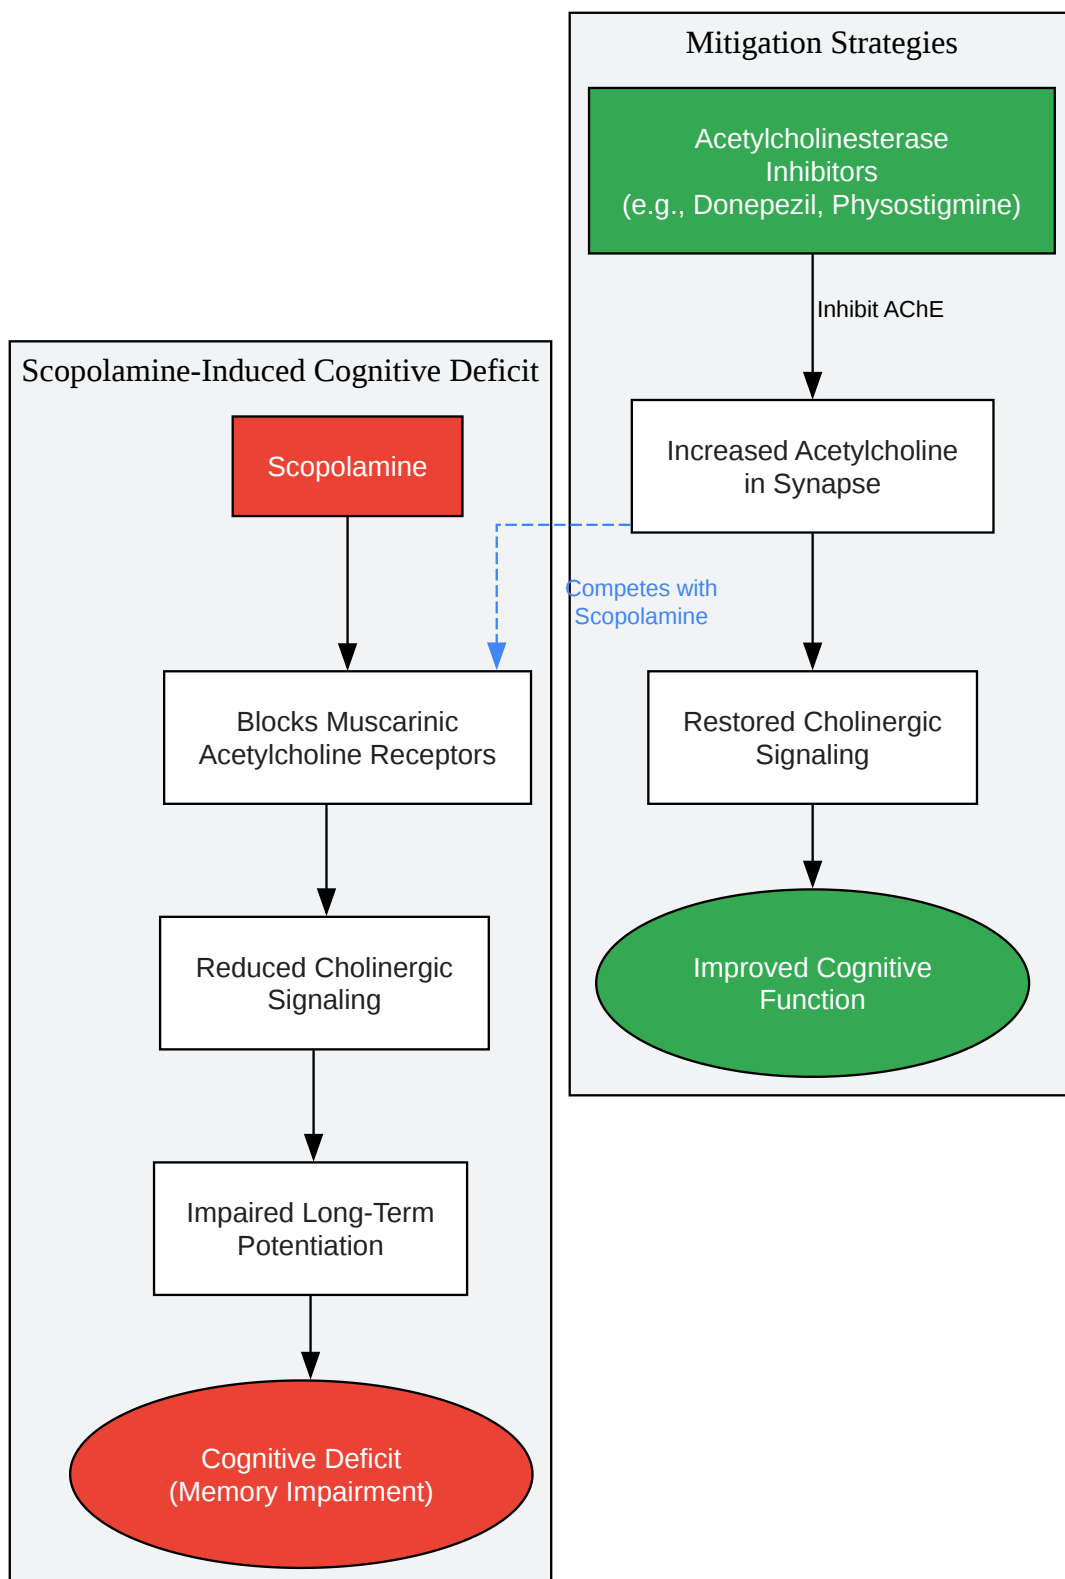 Mitigation Strategies
Acetylcholinesterase
Inhibitors
(e.g., Donepezil, Physostigmine)
Inhibit AChE
Increased Acetylcholine
in Synapse
Competes with
Scopolamine
Restored Cholinergic
Signaling
Improved Cognitive
Function
Scopolamine-Induced Cognitive Deficit
Scopolamine
Blocks Muscarinic
Acetylcholine Receptors
Reduced Cholinergic
Signaling
Impaired Long-Term
Potentiation
Cognitive Deficit
(Memory Impairment)